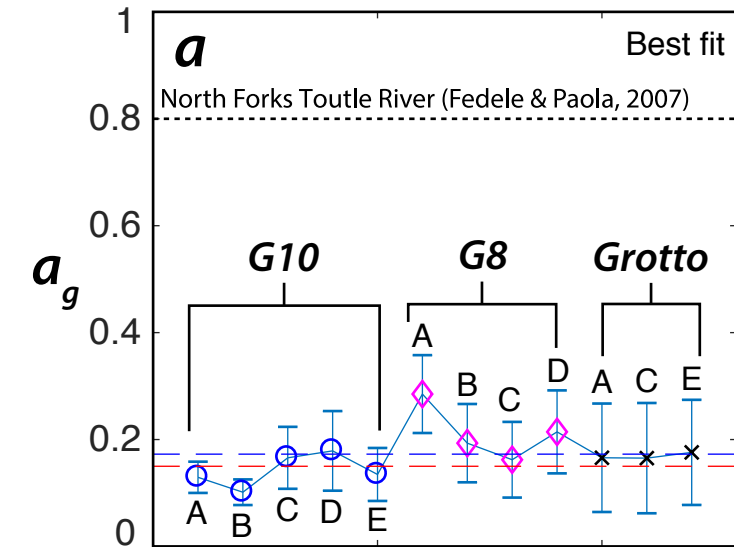 1
a
Best fit
North Forks Toutle River (Fedele & Paola, 2007)
0.8
0.6
G10
G8
Grotto
ag
0.4
A
D
B
A
C
E
C
0.2
A
B
C
D
E
0